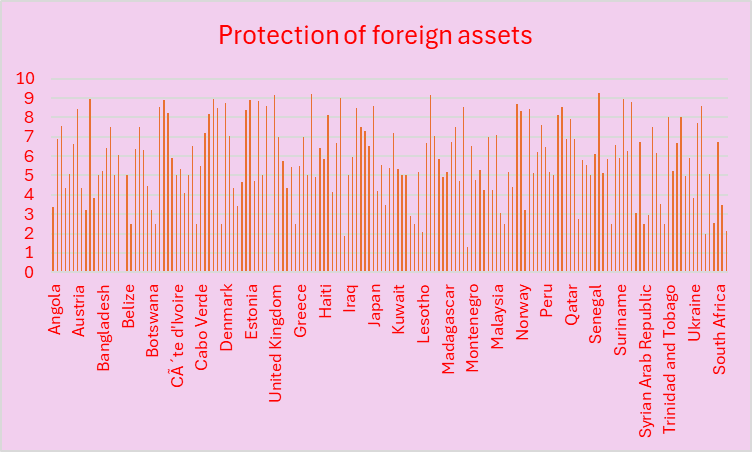 Protection of foreign assets
10
9
8
7
6
5
4
3
2
1
0
Angola
Austria
Bangladesh
Belize
Botswana
CÃ´te d'Ivoire
Cabo Verde
Denmark
Estonia
United Kingdom
Greece
Haiti
Iraq
Japan
Kuwait
Lesotho
Madagascar
Montenegro
Malaysia
Norway
Peru
Qatar
Senegal
Suriname
Syrian Arab Republic
Trinidad and Tobago
Ukraine
South Africa